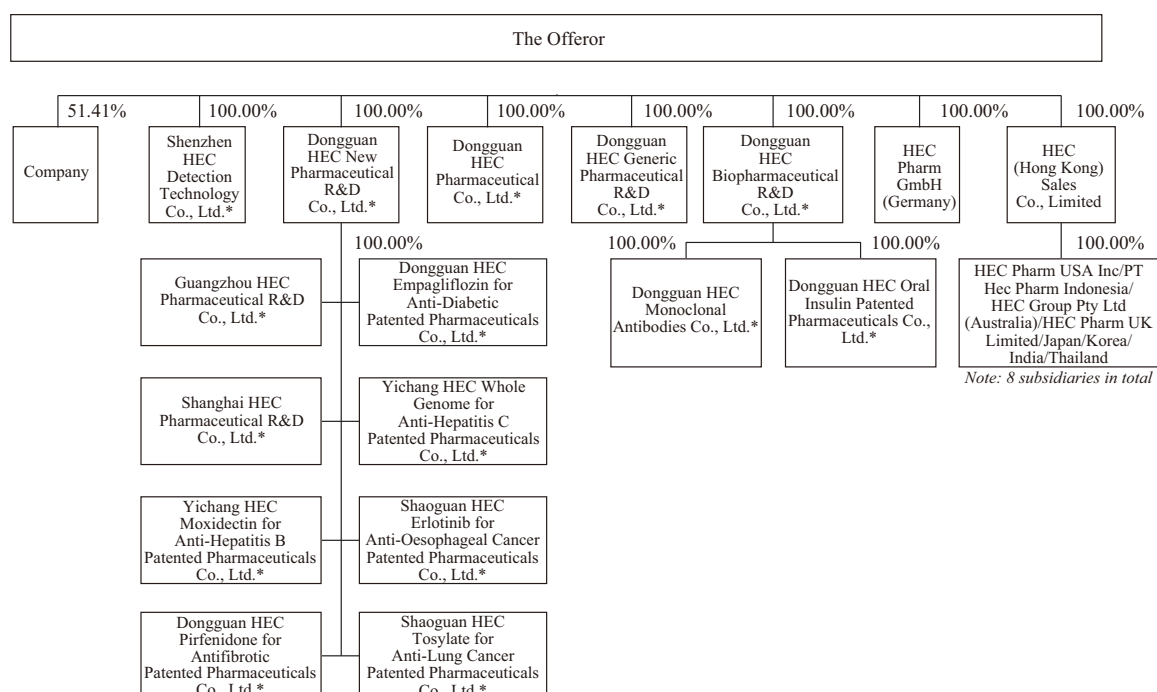 The Offeror
51.41%
100.00%
100.00%
100.00%
100.00%
100.00%
100.00%
100.00%
Company
Shenzhen
HEC
Detection
Technology
Co., Ltd.*
Dongguan
HEC New
Pharmaceutical
R&D
Co., Ltd.*
Dongguan
HEC
Pharmaceutical
Co., Ltd.*
Dongguan
HEC Generic
Pharmaceutical
R&D
Co., Ltd.*
Dongguan
HEC
Biopharmaceutical
R&D
Co., Ltd.*
HEC
Pharm
GmbH
(Germany)
HEC
(Hong Kong)
Sales
Co., Limited
100.00%
100.00%
100.00%
100.00%
Guangzhou HEC
Pharmaceutical R&D
Co., Ltd.*
Dongguan HEC
Empagliflozin for
Anti-Diabetic
Patented Pharmaceuticals
Co., Ltd.*
Dongguan HEC
Monoclonal
Antibodies Co., Ltd.*
Dongguan HEC Oral
Insulin Patented
Pharmaceuticals Co.,
Ltd.*
HEC Pharm USA Inc/PT
Hec Pharm Indonesia/
HEC Group Pty Ltd
(Australia)/HEC Pharm UK
Limited/Japan/Korea/
India/Thailand
Note: 8 subsidiaries in total
Shanghai HEC
Pharmaceutical R&D
Co., Ltd.*
Yichang HEC Whole
Genome for
Anti-Hepatitis C
Patented Pharmaceuticals
Co., Ltd.*
Yichang HEC
Moxidectin for
Anti-Hepatitis B
Patented Pharmaceuticals
Co., Ltd.*
Shaoguan HEC
Erlotinib for
Anti-Oesophageal Cancer
Patented Pharmaceuticals
Co., Ltd.*
Dongguan HEC
Pirfenidone for
Antifibrotic
Patented Pharmaceuticals
Co., Ltd.*
Shaoguan HEC
Tosylate for
Anti-Lung Cancer
Patented Pharmaceuticals
Co., Ltd.*